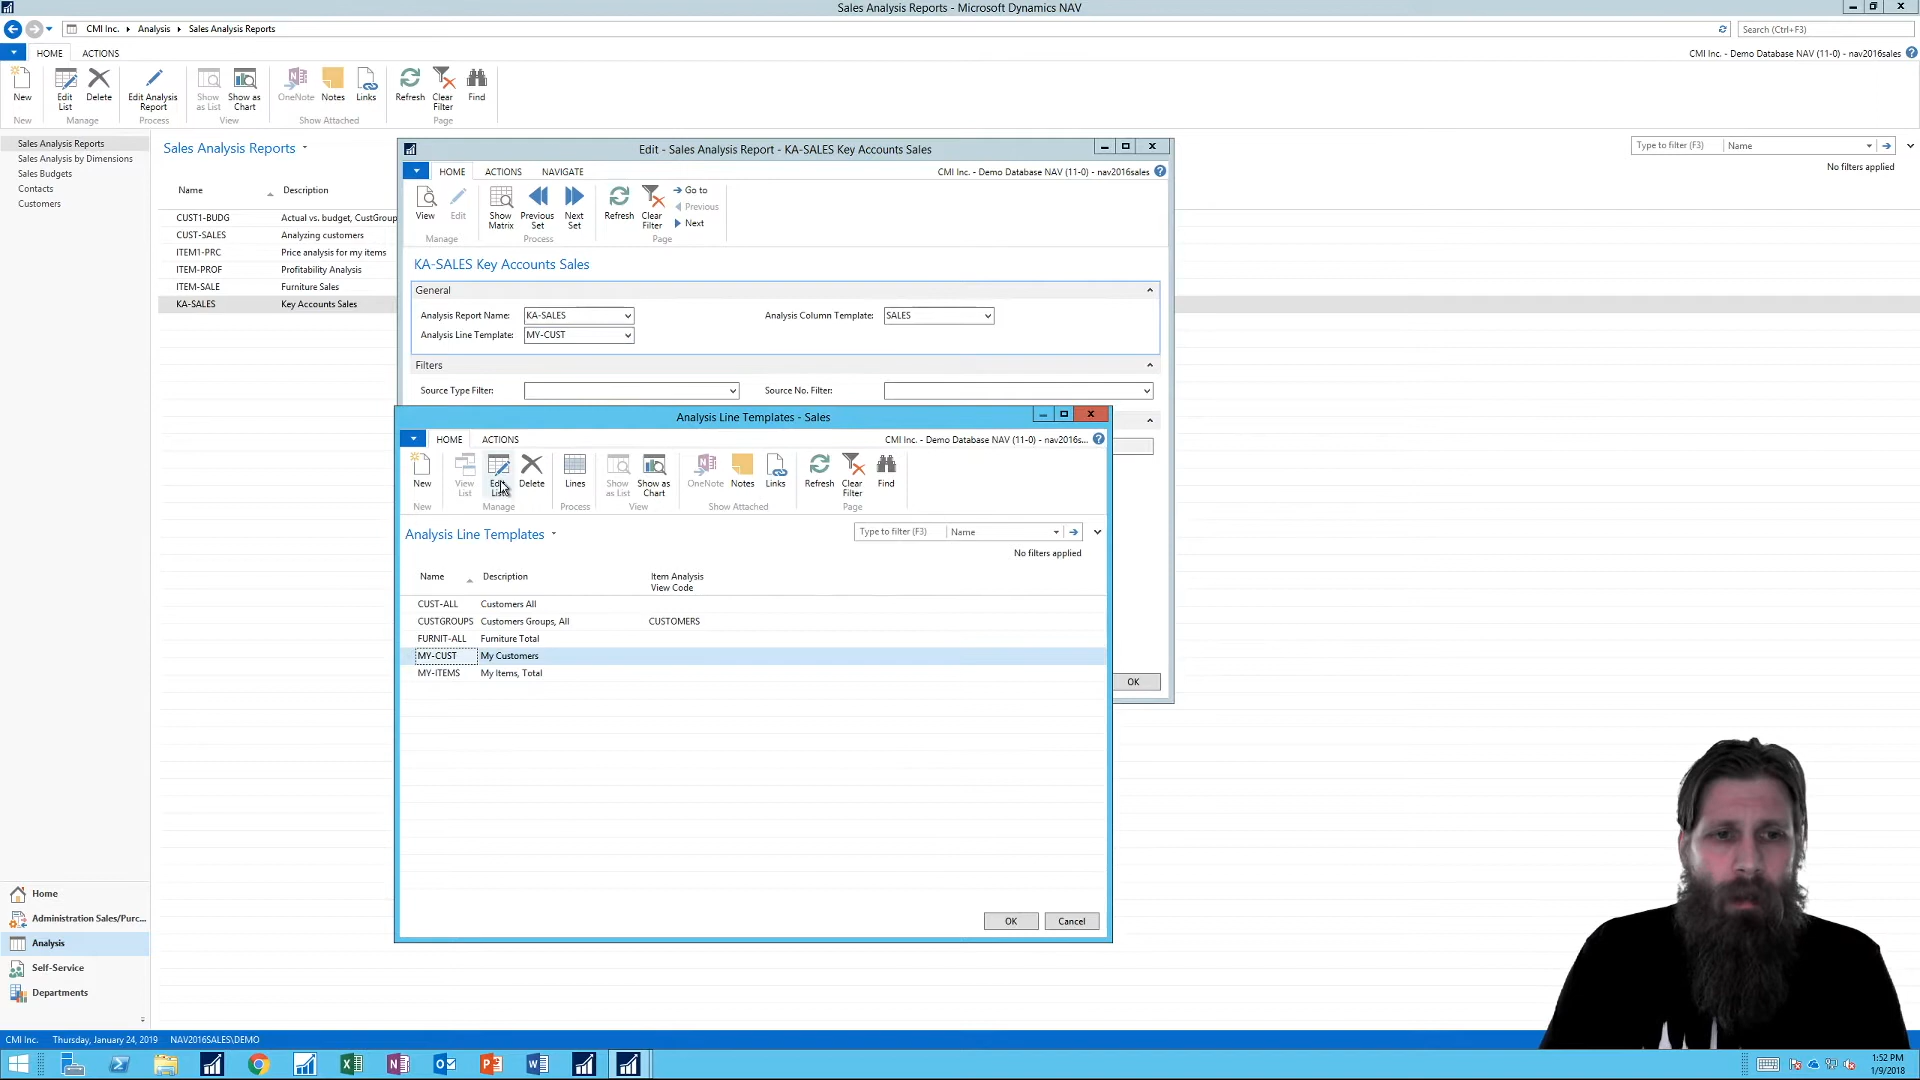 Sales Analysis Reports - Microsoft Dynamics NAV
CMI Inc. Analysis Sales Analysis Reports
Search (Ctrl+F3)
HOME ACTIONS
CMI Inc. - Demo Database NAV (11-0) - nav2016sales
New Edit List Delete Edit Analysis Report Show as List Show as Chart OneNote Notes Links Refresh Clear Filter Find
New Manage Process View Show Attached Page
Sales Analysis Reports
Sales Analysis by Dimensions
Sales Budgets
Contacts
Customers
Sales Analysis Reports
Type to filter (F3) Name
No filters applied
Name Description
CUST1-BUDG Actual vs. budget, CustGroup
CUST-SALES Analyzing customers
ITEM1-PRC Price analysis for my items
ITEM-PROF Profitability Analysis
ITEM-SALE Furniture Sales
KA-SALES Key Accounts Sales
Edit - Sales Analysis Report - KA-SALES Key Accounts Sales
HOME ACTIONS NAVIGATE
CMI Inc. - Demo Database NAV (11-0) - nav2016sales
View Edit Show Matrix Previous Set Next Set Refresh Clear Filter
Go to
Previous
Next
Manage Process Page
KA-SALES Key Accounts Sales
General
Analysis Report Name: KA-SALES Analysis Column Template: SALES
Analysis Line Template: MY-CUST
Filters
Source Type Filter: Source No. Filter:
OK
Analysis Line Templates - Sales
HOME ACTIONS
CMI Inc. - Demo Database NAV (11-0) - nav2016s...
New View List Edit List Delete Lines Show as List Show as Chart OneNote Notes Links Refresh Clear Filter Find
New Manage Process View Show Attached Page
Analysis Line Templates
Type to filter (F3) Name
No filters applied
Name Description Item Analysis View Code
CUST-ALL Customers All
CUSTGROUPS Customers Groups, All CUSTOMERS
FURNIT-ALL Furniture Total
MY-CUST My Customers
MY-ITEMS My Items, Total
OK Cancel
Home
Administration Sales/Purc...
Analysis
Self-Service
Departments
CMI Inc. Thursday, January 24, 2019 NAV2016SALES\DEMO
1:52 PM
1/9/2018